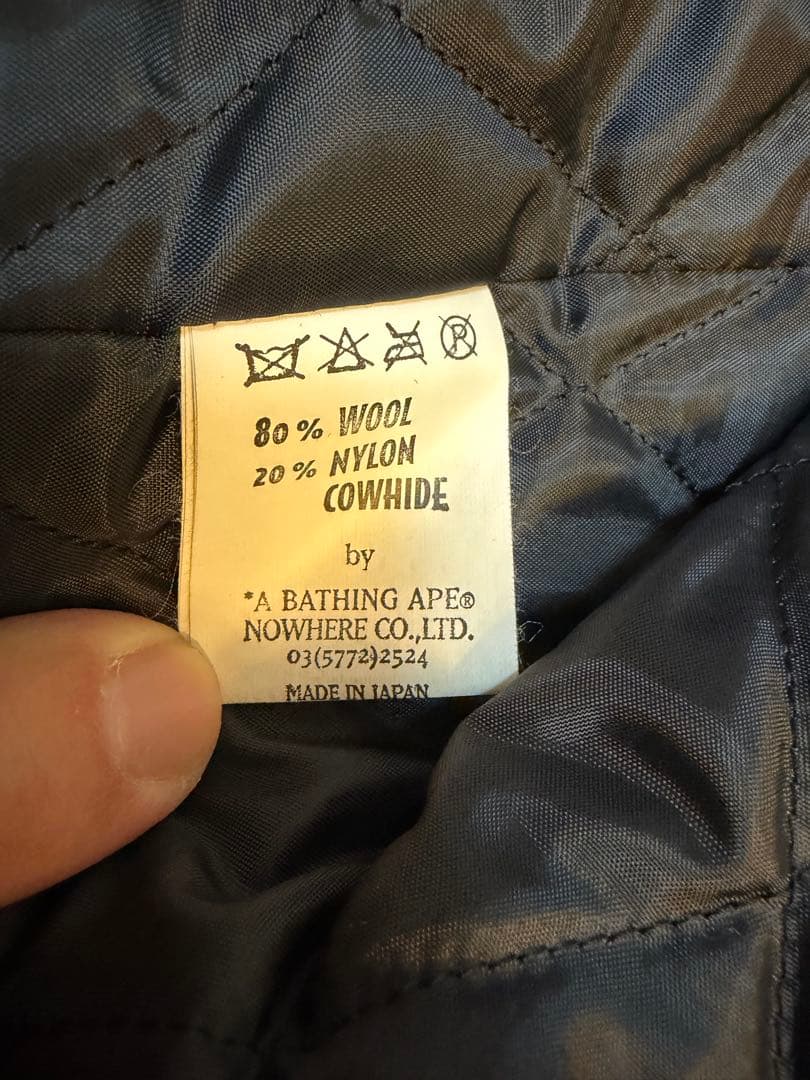 P
80% WOOL
20% NYLON
COWHIDE
by
*A BATHING APE®
NOWHERE CO.,LTD.
03(5772)2524
MADE IN JAPAN